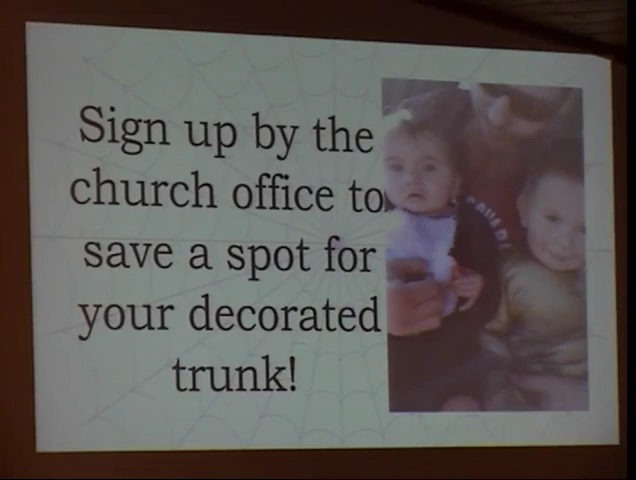 Sign up by the
church office to
save a spot for
your decorated
trunk!